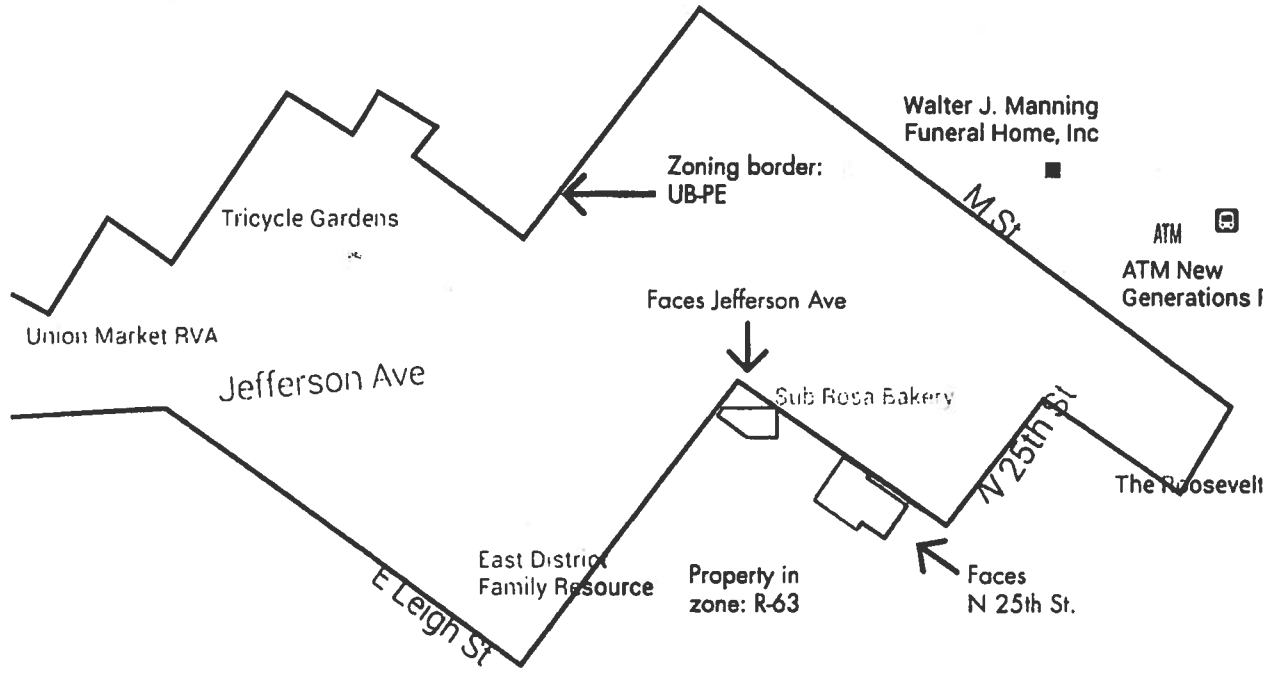 Walter J. Manning
Funeral Home, Inc
Zoning border:
UB-PE
M St
Tricycle Gardens
ATM
ATM New
Generations F
Faces Jefferson Ave
Union Market RVA
Jefferson Ave
Sub Rosa Bakery
N 25th St
The Roosevelt
East District
Family Resource
E Leigh St
Property in
zone: R-63
Faces
N 25th St.